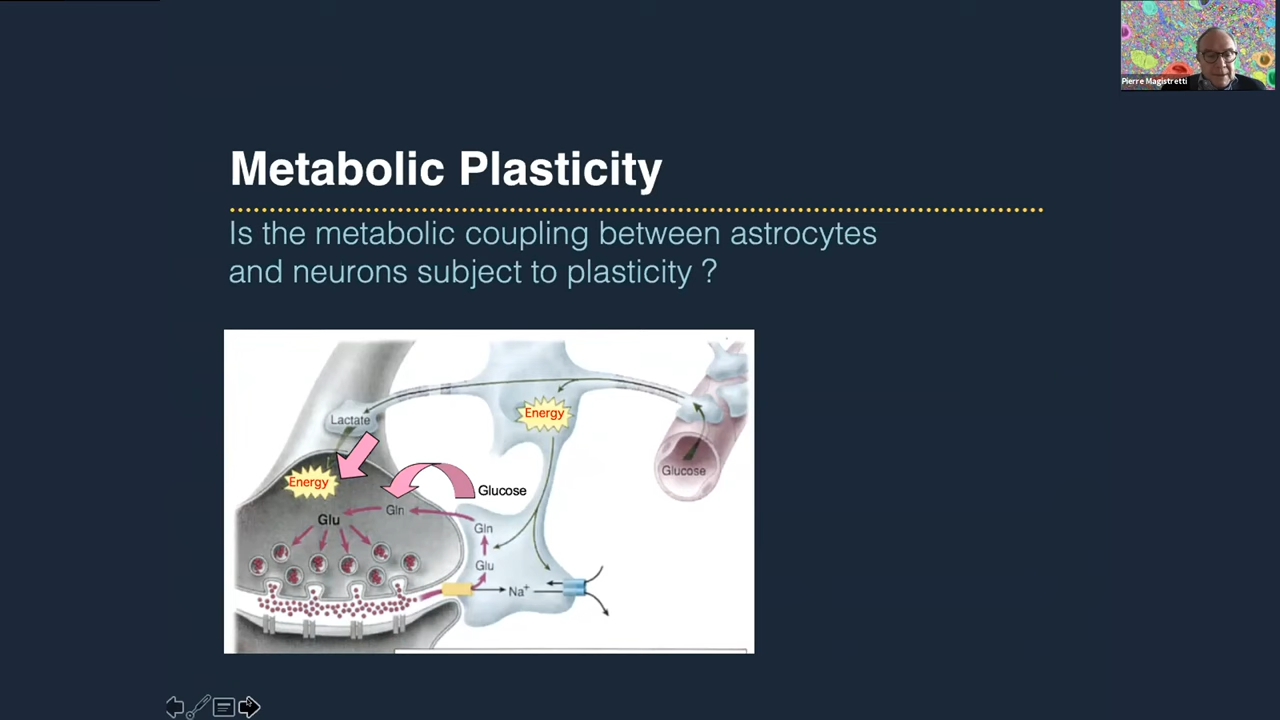 Pierre Magistretti
Metabolic Plasticity
Is the metabolic coupling between astrocytes
and neurons subject to plasticity ?
Energy
Lactate
Glucose
Energy
Glucose
Gln
Glu
Gln
Glu
Na+